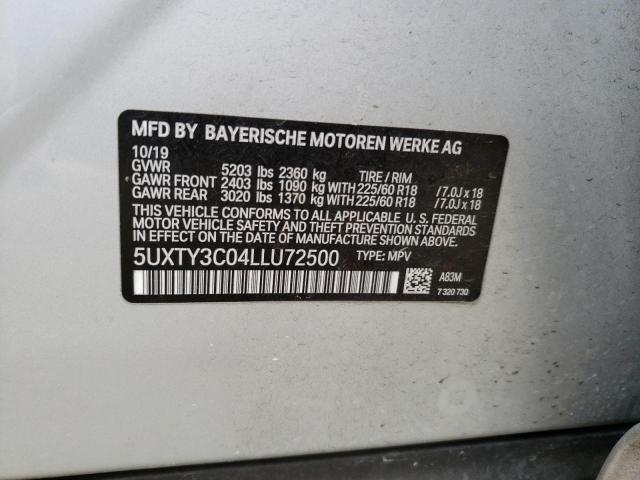 MFD BY BAYERISCHE MOTOREN WERKE AG
10/19
GVWR 5203 lbs 2360 kg TIRE / RIM
GAWR FRONT 2403 lbs 1090 kg WITH 225/60 R18 /7.0J x 18
GAWR REAR 3020 lbs 1370 kg WITH 225/60 R18 /7.0J x 18
THIS VEHICLE CONFORMS TO ALL APPLICABLE U. S. FEDERAL
MOTOR VEHICLE SAFETY AND THEFT PREVENTION STANDARDS
IN EFFECT ON THE DATE OF MANUFACTURE SHOWN ABOVE.
5UXTY3C04LLU72500 TYPE: MPV
A83M
7 320 730